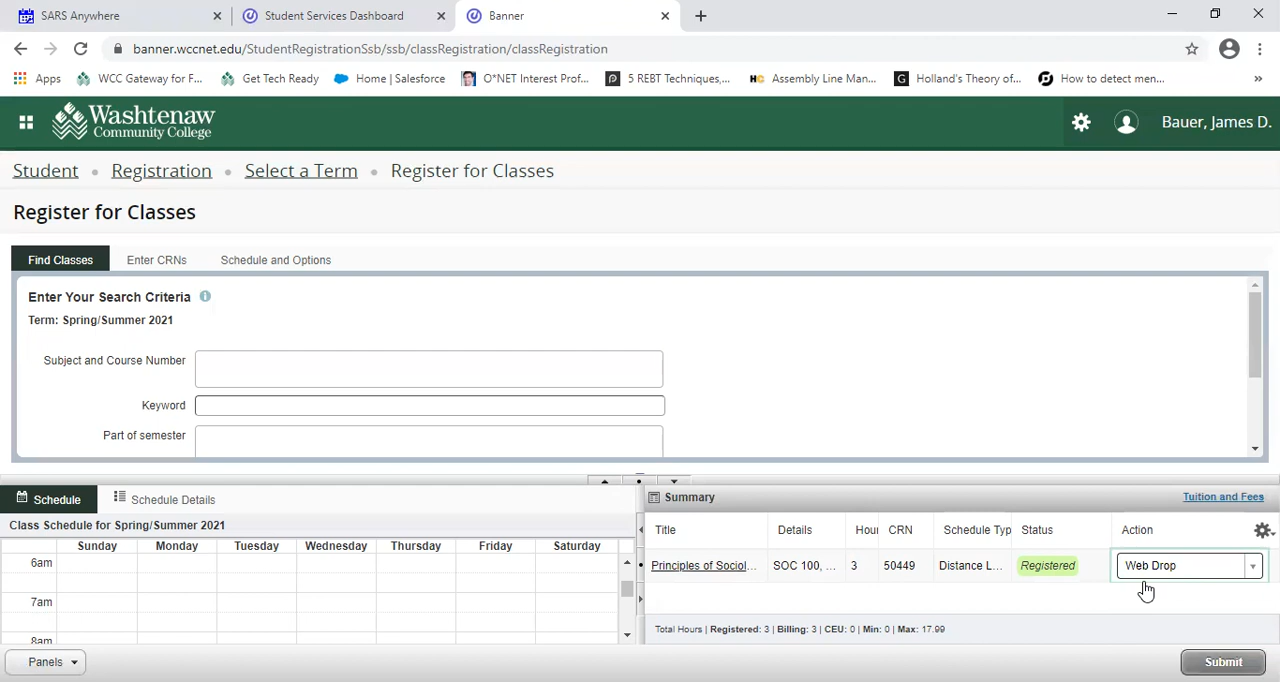 SARS Anywhere
Student Services Dashboard
Banner
banner.wccnet.edu/StudentRegistrationSsb/ssb/classRegistration/classRegistration
Apps WCC Gateway for F... Get Tech Ready Home | Salesforce O*NET Interest Prof... 5 REBT Techniques,... HC Assembly Line Man... G Holland's Theory of... How to detect men... »
Washtenaw
Community College
Bauer, James D.
Student • Registration • Select a Term • Register for Classes
Register for Classes
Find Classes Enter CRNs Schedule and Options
Enter Your Search Criteria
Term: Spring/Summer 2021
Subject and Course Number
Keyword
Part of semester
Schedule Schedule Details
Class Schedule for Spring/Summer 2021
Sunday Monday Tuesday Wednesday Thursday Friday Saturday
6am
7am
8am
Summary Tuition and Fees
Title Details Hour CRN Schedule Typ Status Action
Principles of Sociol... SOC 100, ... 3 50449 Distance L... Registered Web Drop
Total Hours | Registered: 3 | Billing: 3 | CEU: 0 | Min: 0 | Max: 17.99
Panels Submit